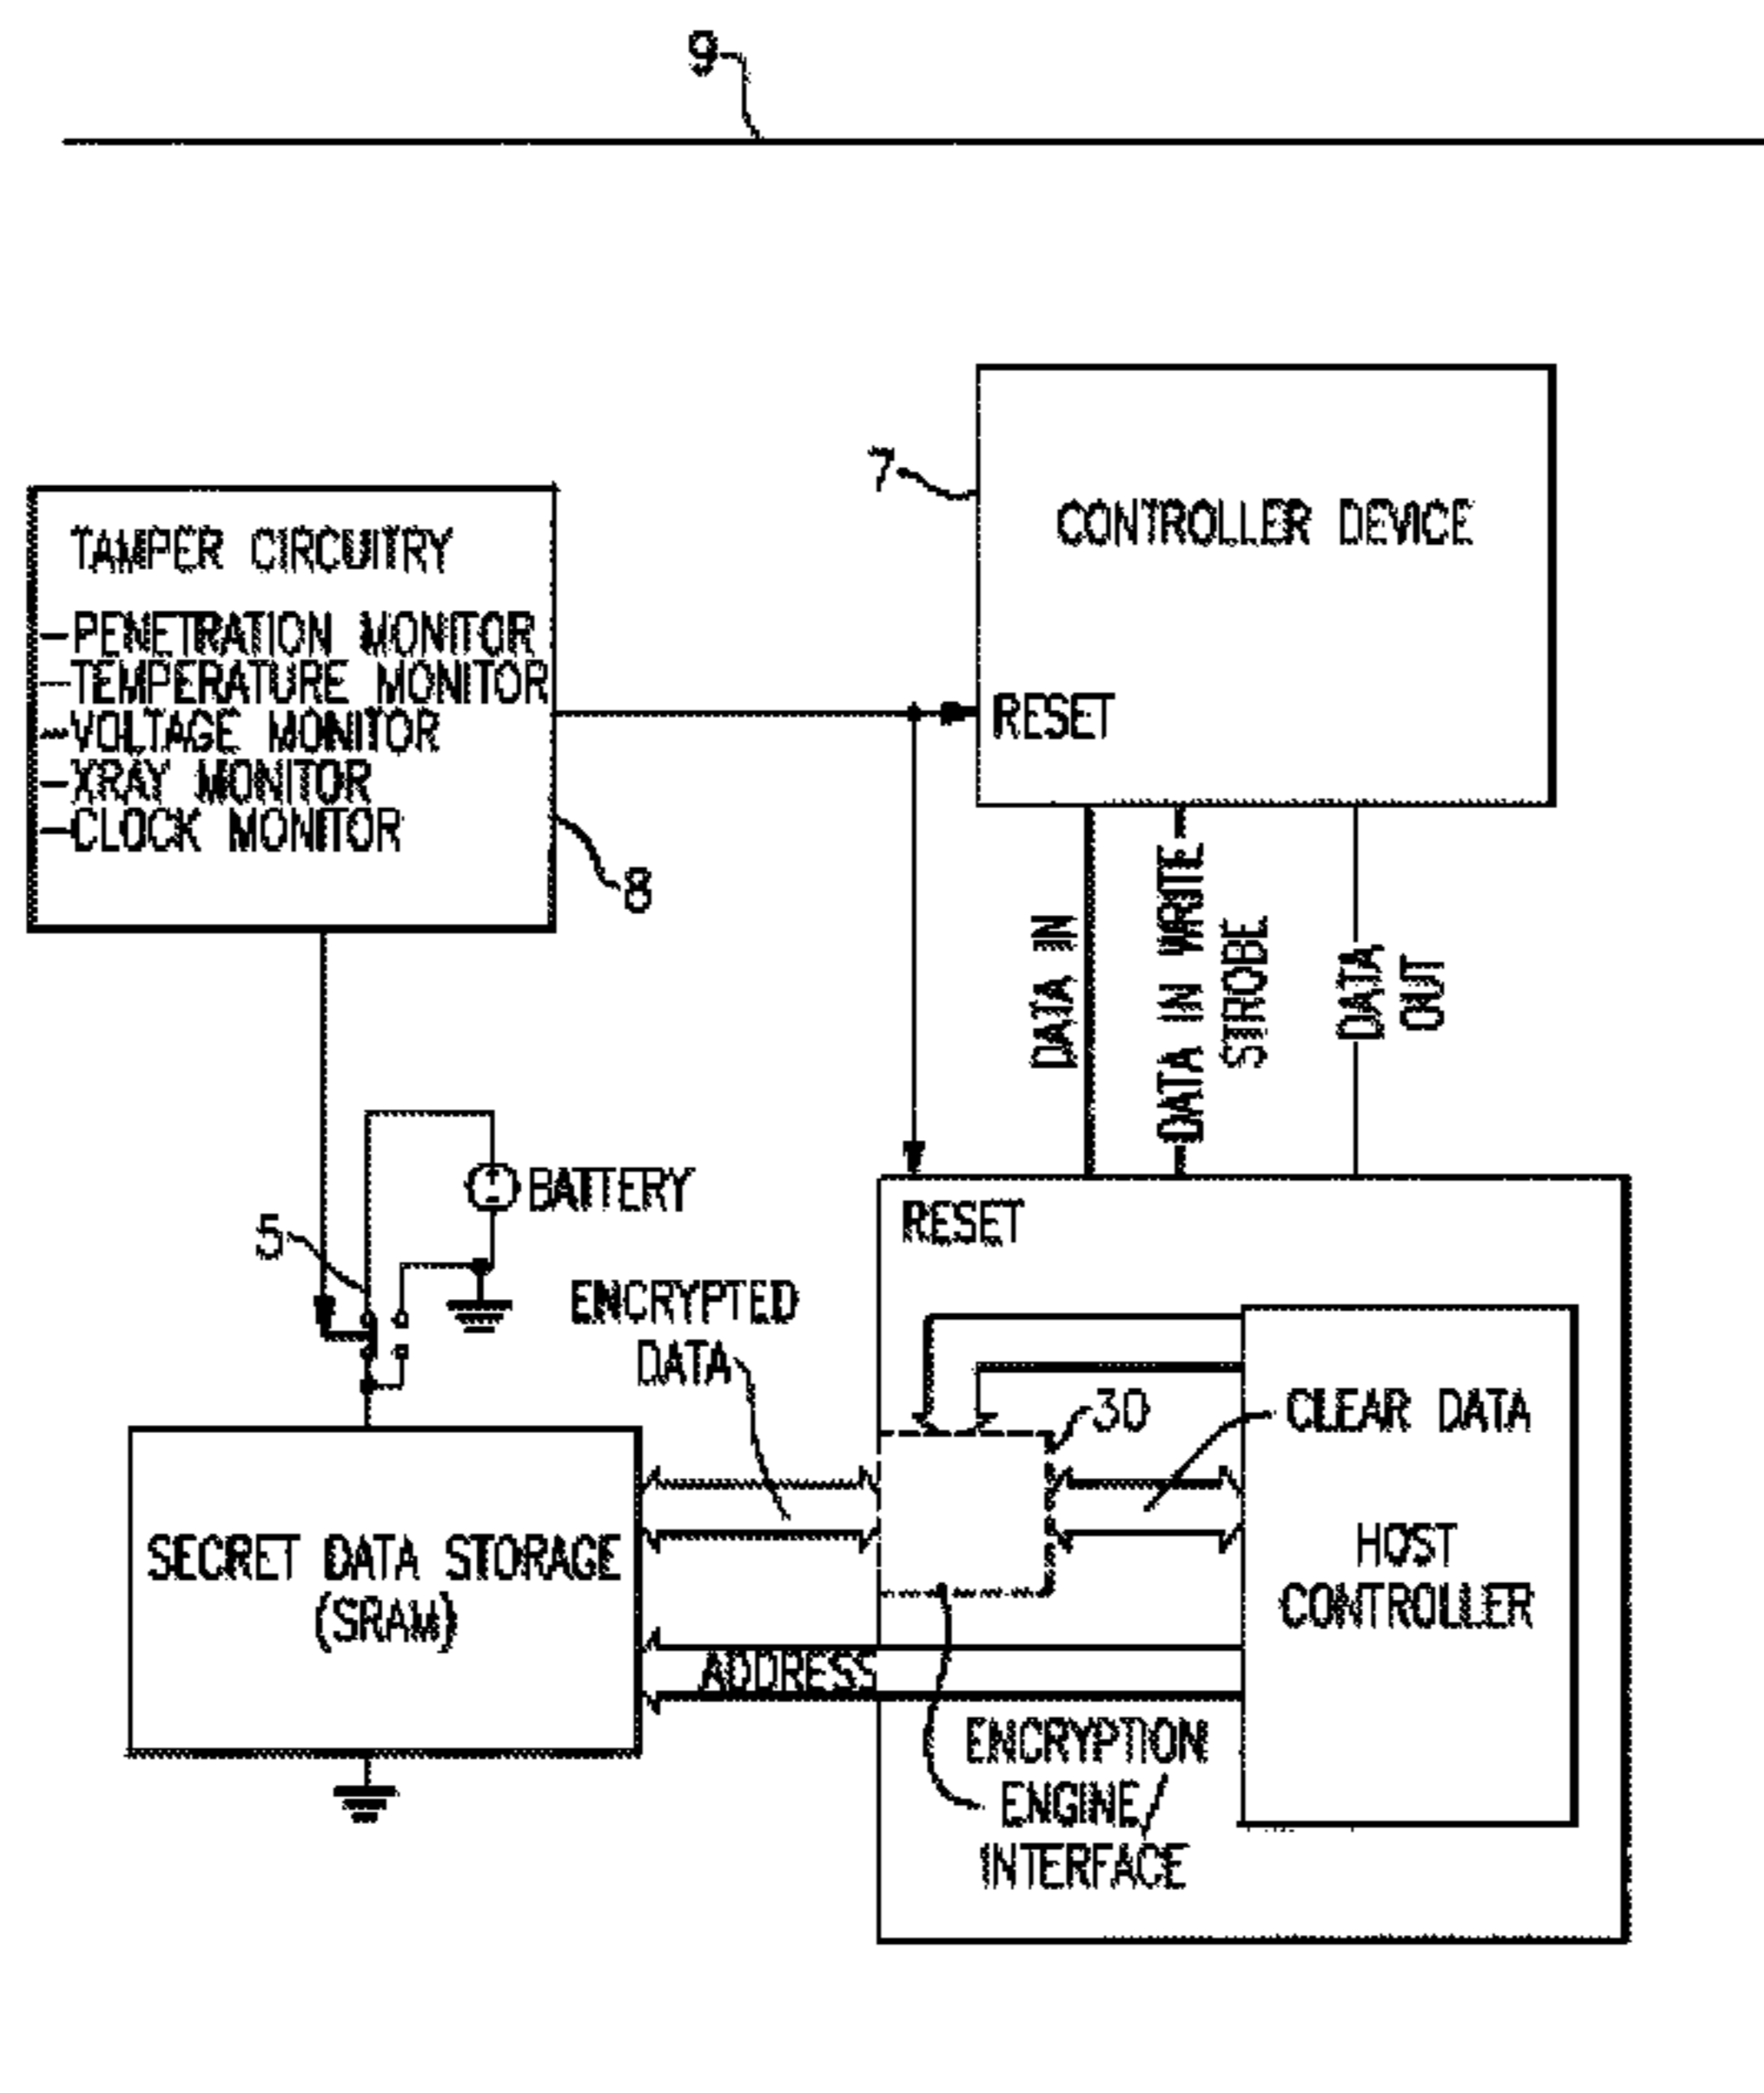 9
7
CONTROLLER DEVICE
RESET
TAMPER CIRCUITRY
-PENETRATION MONITOR
-TEMPERATURE MONITOR
-VOLTAGE MONITOR
-XRAY MONITOR
-CLOCK MONITOR
8
DATA IN
DATA IN WRITE
STROBE
DATA
OUT
BATTERY
5
RESET
ENCRYPTED
DATA
30
CLEAR DATA
HOST
CONTROLLER
SECRET DATA STORAGE
(SRAM)
ADDRESS
ENCRYPTION
ENGINE
INTERFACE